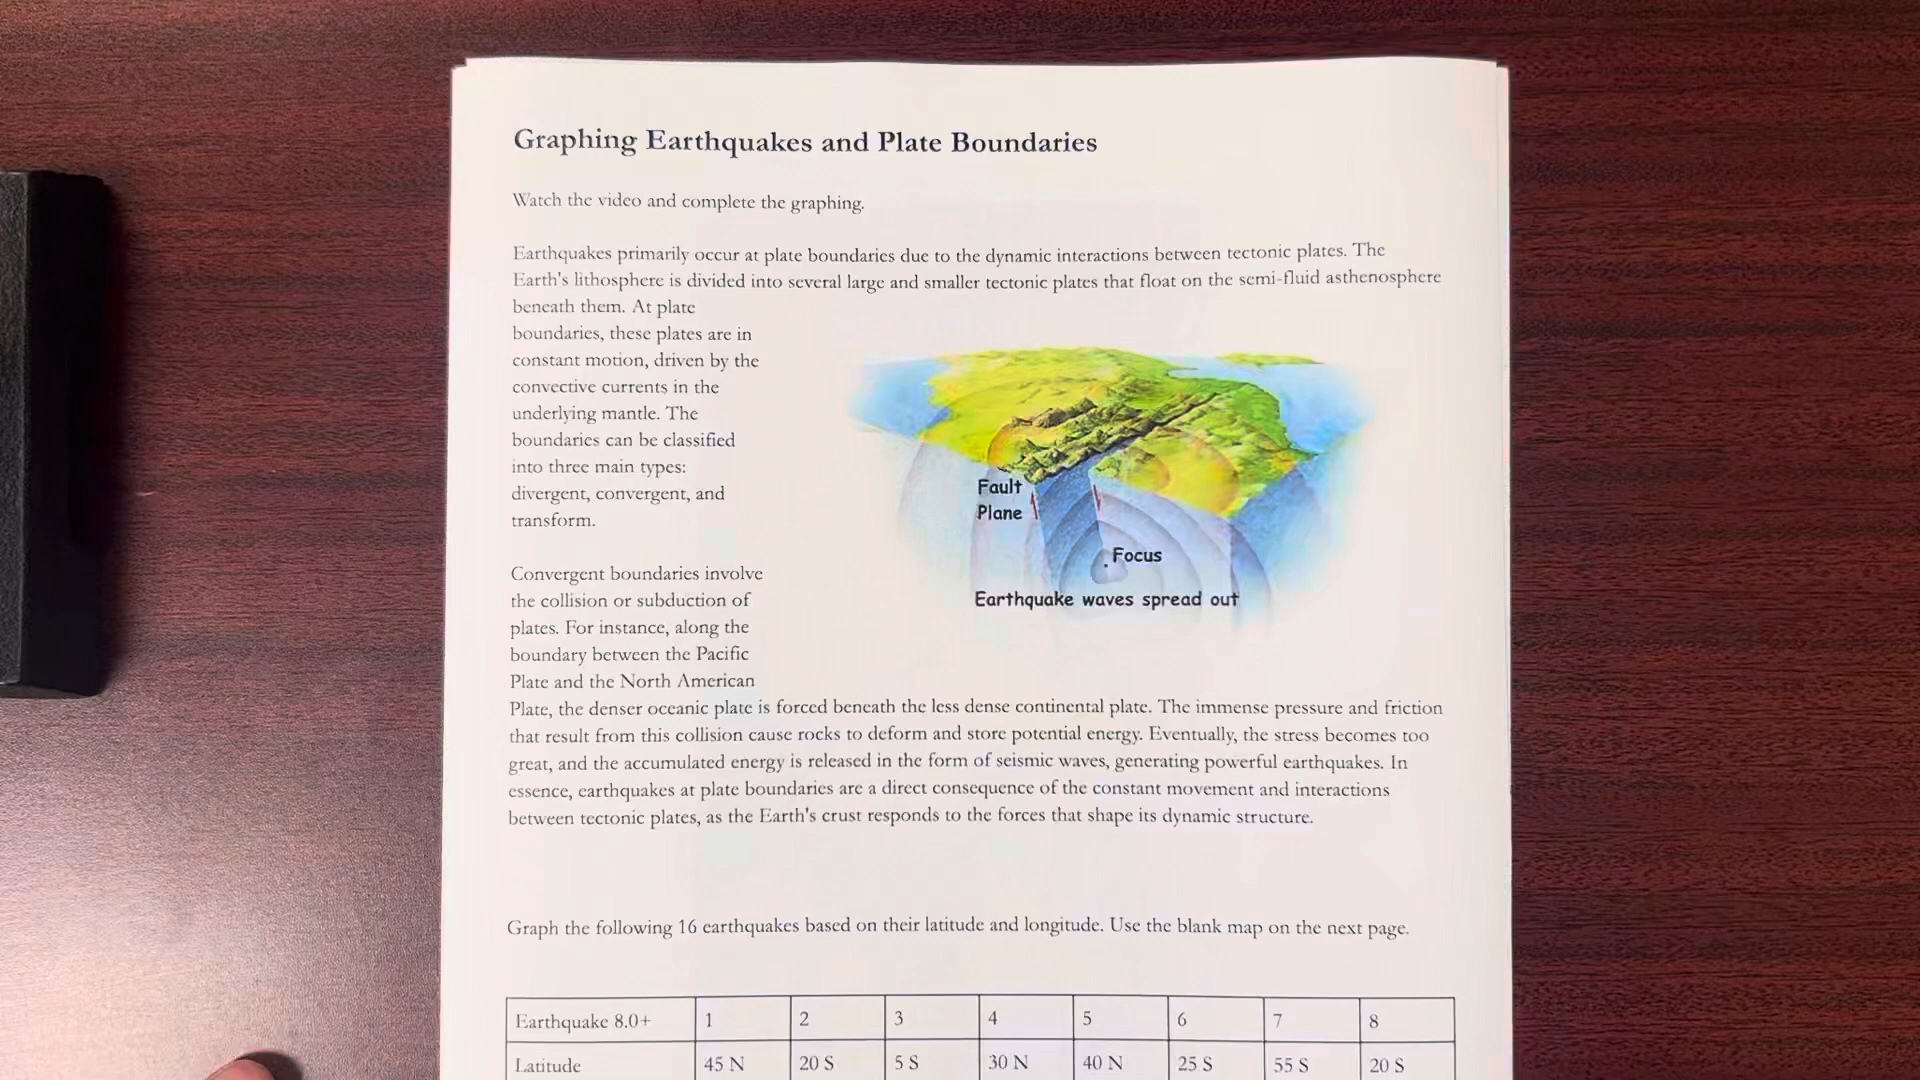 Graphing Earthquakes and Plate Boundaries
Watch the video and complete the graphing.
Earthquakes primarily occur at plate boundaries due to the dynamic interactions between tectonic plates. The
Earth's lithosphere is divided into several large and smaller tectonic plates that float on the semi-fluid asthenosphere
beneath them. At plate
boundaries, these plates are in
constant motion, driven by the
convective currents in the
underlying mantle. The
boundaries can be classified
into three main types:
divergent, convergent, and
transform.
Fault
Plane
Focus
Earthquake waves spread out
Convergent boundaries involve
the collision or subduction of
plates. For instance, along the
boundary between the Pacific
Plate and the North American
Plate, the denser oceanic plate is forced beneath the less dense continental plate. The immense pressure and friction
that result from this collision cause rocks to deform and store potential energy. Eventually, the stress becomes too
great, and the accumulated energy is released in the form of seismic waves, generating powerful earthquakes. In
essence, earthquakes at plate boundaries are a direct consequence of the constant movement and interactions
between tectonic plates, as the Earth's crust responds to the forces that shape its dynamic structure.
Graph the following 16 earthquakes based on their latitude and longitude. Use the blank map on the next page.
Earthquake 8.0+ 1 2 3 4 5 6 7 8
Latitude 45 N 20 S 5 S 30 N 40 N 25 S 55 S 20 S